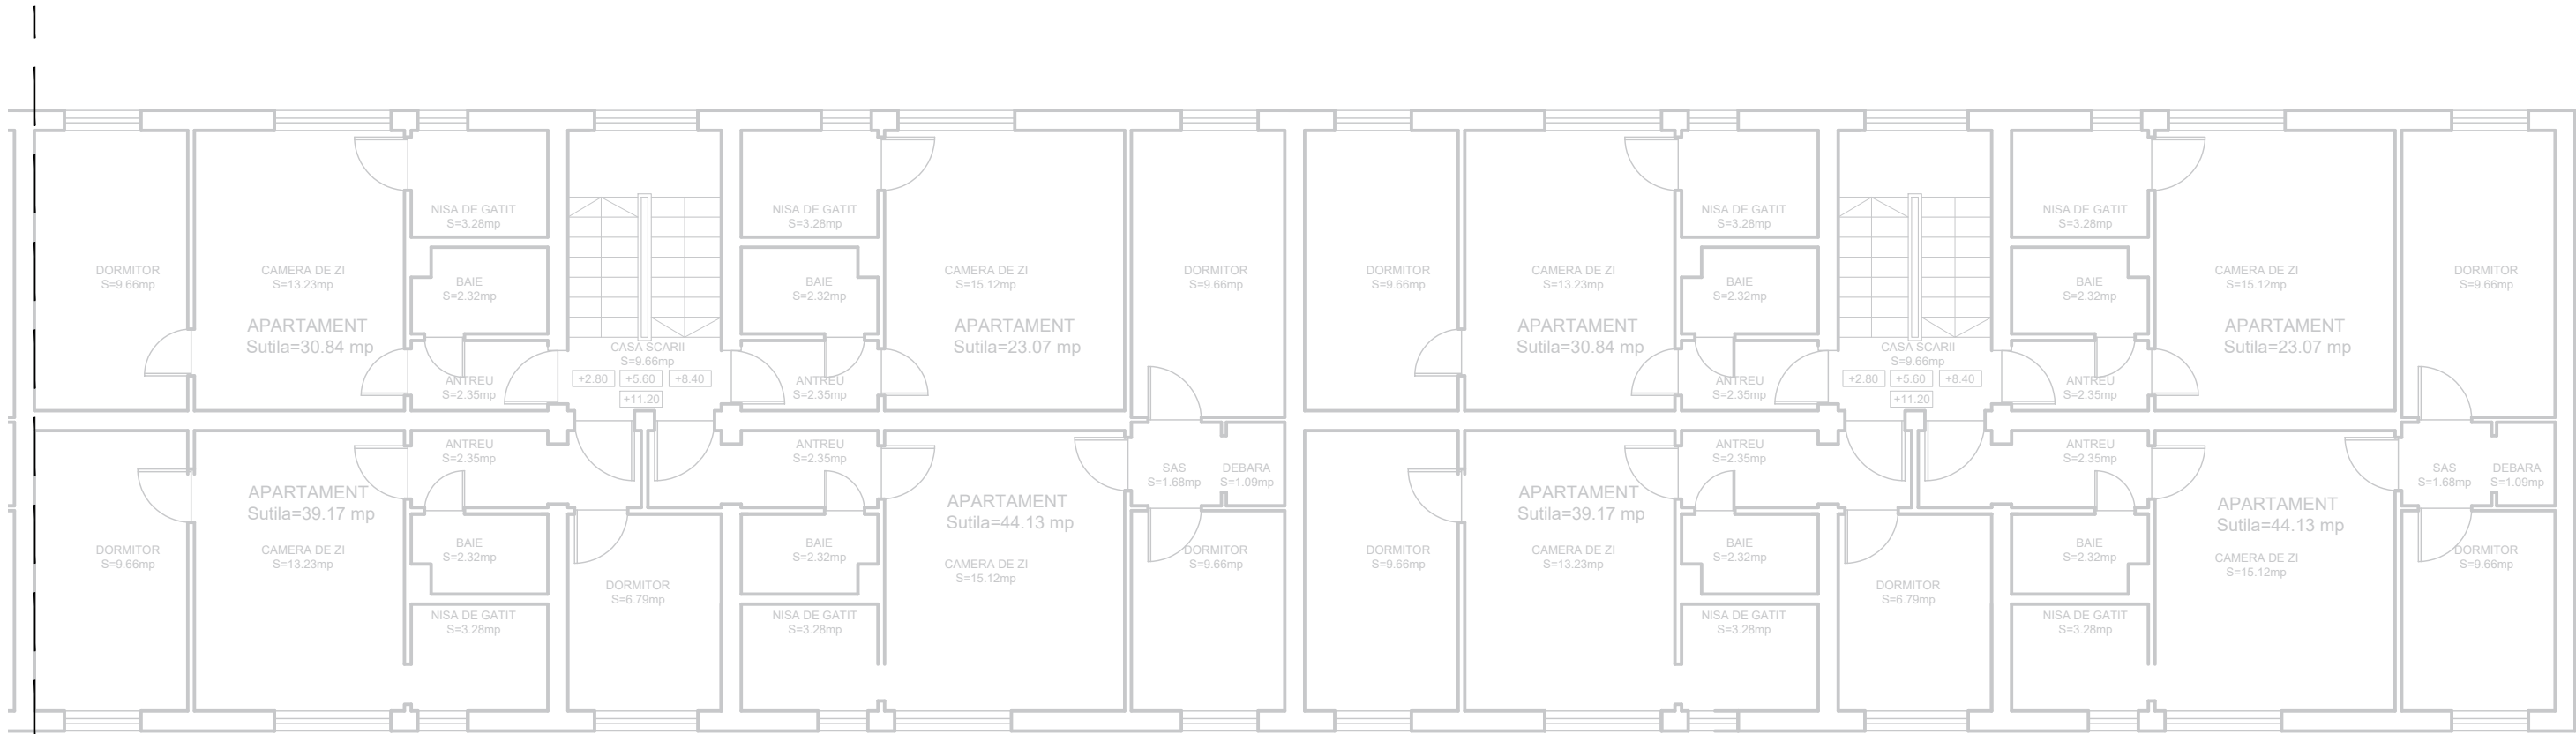 NISA DE GATIT
S=3.28mp
NISA DE GATIT
S=3.28mp
NISA DE GATIT
S=3.28mp
NISA DE GATIT
S=3.28mp
DORMITOR
S=9.66mp
CAMERA DE ZI
S=13.23mp
BAIE
S=2.32mp
BAIE
S=2.32mp
CAMERA DE ZI
S=15.12mp
DORMITOR
S=9.66mp
DORMITOR
S=9.66mp
CAMERA DE ZI
S=13.23mp
BAIE
S=2.32mp
BAIE
S=2.32mp
CAMERA DE ZI
S=15.12mp
DORMITOR
S=9.66mp
APARTAMENT
Sutila=30.84 mp
APARTAMENT
Sutila=23.07 mp
APARTAMENT
Sutila=30.84 mp
APARTAMENT
Sutila=23.07 mp
CASA SCARII
S=9.66mp
+2.80 +5.60 +8.40
+11.20
CASA SCARII
S=9.66mp
+2.80 +5.60 +8.40
+11.20
ANTREU
S=2.35mp
ANTREU
S=2.35mp
ANTREU
S=2.35mp
ANTREU
S=2.35mp
ANTREU
S=2.35mp
ANTREU
S=2.35mp
ANTREU
S=2.35mp
ANTREU
S=2.35mp
SAS
S=1.68mp
DEBARA
S=1.09mp
SAS
S=1.68mp
DEBARA
S=1.09mp
APARTAMENT
Sutila=39.17 mp
APARTAMENT
Sutila=44.13 mp
APARTAMENT
Sutila=39.17 mp
APARTAMENT
Sutila=44.13 mp
DORMITOR
S=9.66mp
CAMERA DE ZI
S=13.23mp
BAIE
S=2.32mp
BAIE
S=2.32mp
CAMERA DE ZI
S=15.12mp
DORMITOR
S=9.66mp
DORMITOR
S=9.66mp
CAMERA DE ZI
S=13.23mp
BAIE
S=2.32mp
BAIE
S=2.32mp
CAMERA DE ZI
S=15.12mp
DORMITOR
S=9.66mp
DORMITOR
S=6.79mp
DORMITOR
S=6.79mp
NISA DE GATIT
S=3.28mp
NISA DE GATIT
S=3.28mp
NISA DE GATIT
S=3.28mp
NISA DE GATIT
S=3.28mp